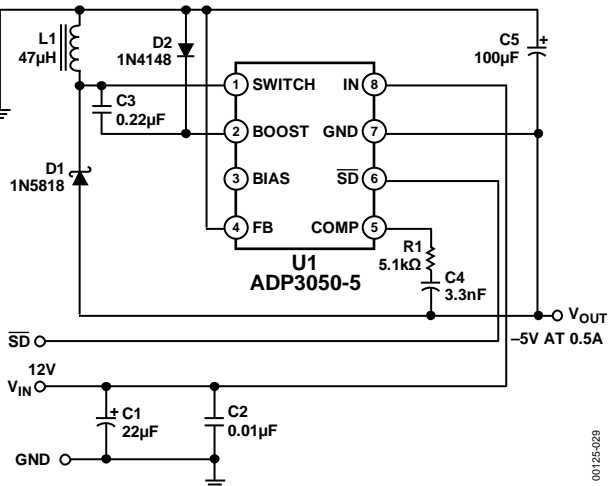 L1
47µH
D2
1N4148
C5
100µF
+
C3
0.22µF
1 SWITCH
IN 8
2 BOOST
GND 7
3 BIAS
SD 6
4 FB
COMP 5
D1
1N5818
R1
5.1kΩ
U1
ADP3050-5
C4
3.3nF
VOUT
–5V AT 0.5A
SD
12V
VIN
+
C1
22µF
C2
0.01µF
GND
00125-029